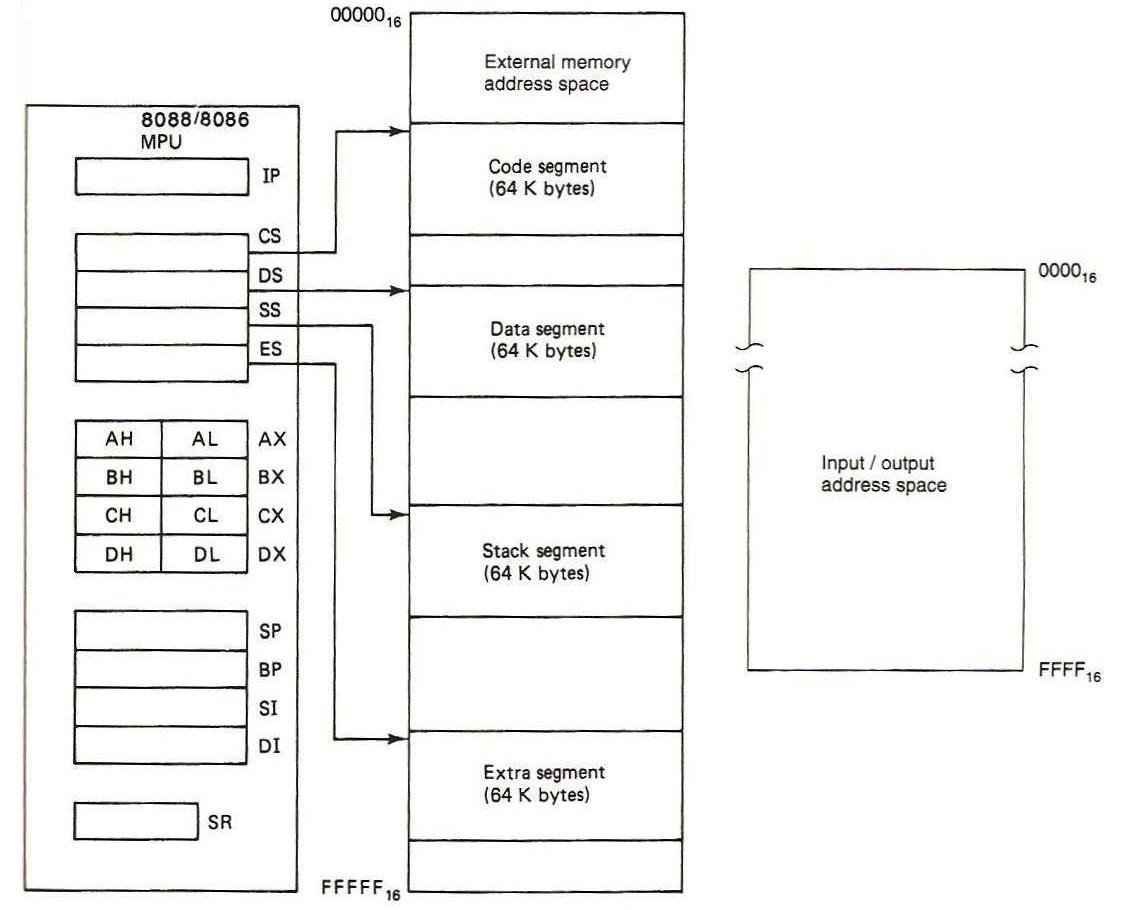 00000₁₆
External memory
address space
8088/8086
MPU
IP
Code segment
(64 K bytes)
CS
DS
SS
ES
Data segment
(64 K bytes)
0000₁₆
AH AL AX
BH BL BX
CH CL CX
DH DL DX
Input / output
address space
Stack segment
(64 K bytes)
SP
BP
SI
DI
FFFF₁₆
Extra segment
(64 K bytes)
SR
FFFFF₁₆